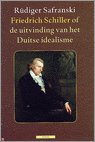 Rüdiger Safranski
Friedrich Schiller of
de uitvinding van het
Duitse idealisme